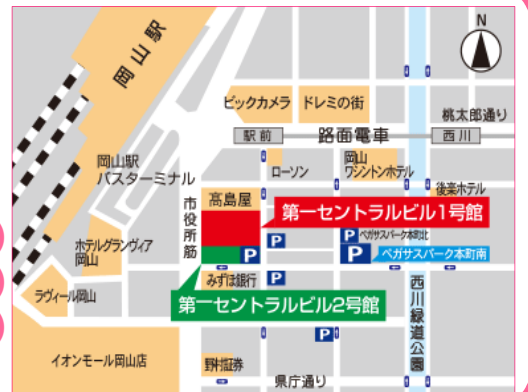 N
岡山駅
ビックカメラ
ドレミの街
桃太郎通り
駅前
路面電車
西川
岡山駅
バスターミナル
ローソン
岡山
ワシントンホテル
後楽ホテル
市役所筋
髙島屋
第一セントラルビル1号館
P
P
ペガサスパーク本町北
P
ペガサスパーク本町南
ホテルグランヴィア
岡山
みずほ銀行
P
ラヴィール岡山
第一セントラルビル2号館
西川緑道公園
P
イオンモール岡山店
野村証券
県庁通り